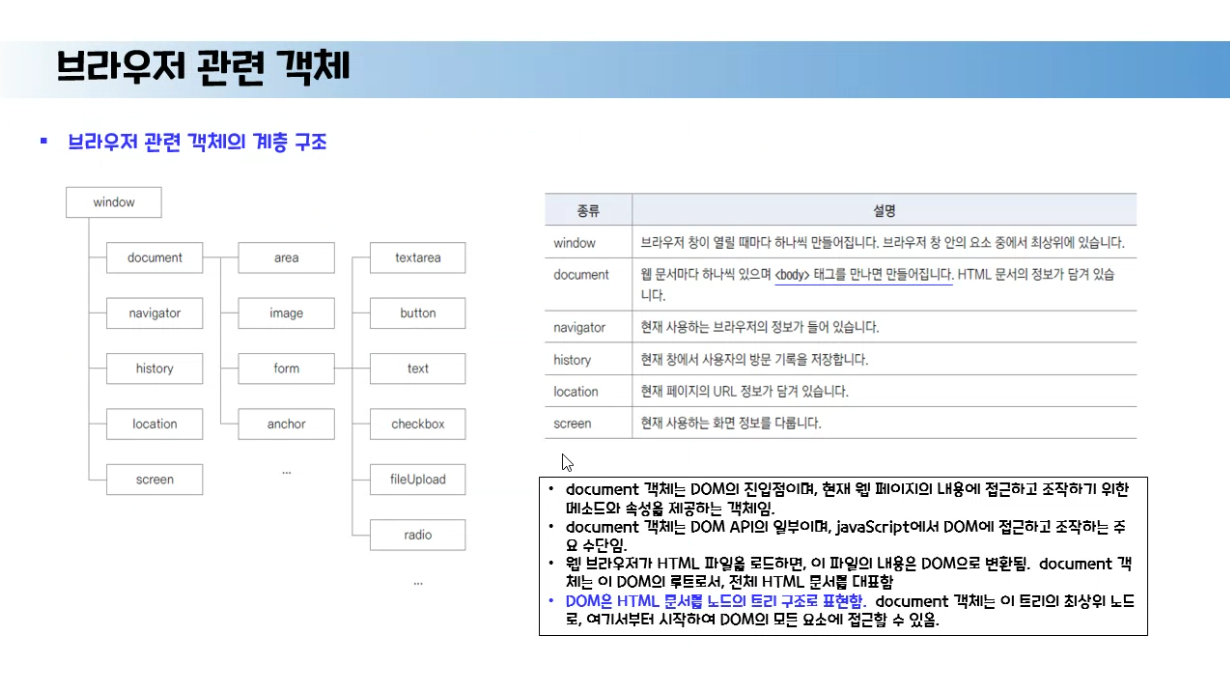 브라우저 관련 객체
▪ 브라우저 관련 객체의 계층 구조
window
document
navigator
history
location
screen
area
image
form
anchor
...
textarea
button
text
checkbox
fileUpload
radio
...
종류 설명
window 브라우저 창이 열릴 때마다 하나씩 만들어집니다. 브라우저 창 안의 요소 중에서 최상위에 있습니다.
document 웹 문서마다 하나씩 있으며 <body> 태그를 만나면 만들어집니다. HTML 문서의 정보가 담겨 있습
니다.
navigator 현재 사용하는 브라우저의 정보가 들어 있습니다.
history 현재 창에서 사용자의 방문 기록을 저장합니다.
location 현재 페이지의 URL 정보가 담겨 있습니다.
screen 현재 사용하는 화면 정보를 다룹니다.
• document 객체는 DOM의 진입점이며, 현재 웹 페이지의 내용에 접근하고 조작하기 위한
메소드와 속성을 제공하는 객체임.
• document 객체는 DOM API의 일부이며, javaScript에서 DOM에 접근하고 조작하는 주
요 수단임.
• 웹 브라우저가 HTML 파일을 로드하면, 이 파일의 내용은 DOM으로 변환됨. document 객
체는 이 DOM의 루트로서, 전체 HTML 문서를 대표함
• DOM은 HTML 문서를 노드의 트리 구조로 표현함. document 객체는 이 트리의 최상위 노드
로, 여기서부터 시작하여 DOM의 모든 요소에 접근할 수 있음.